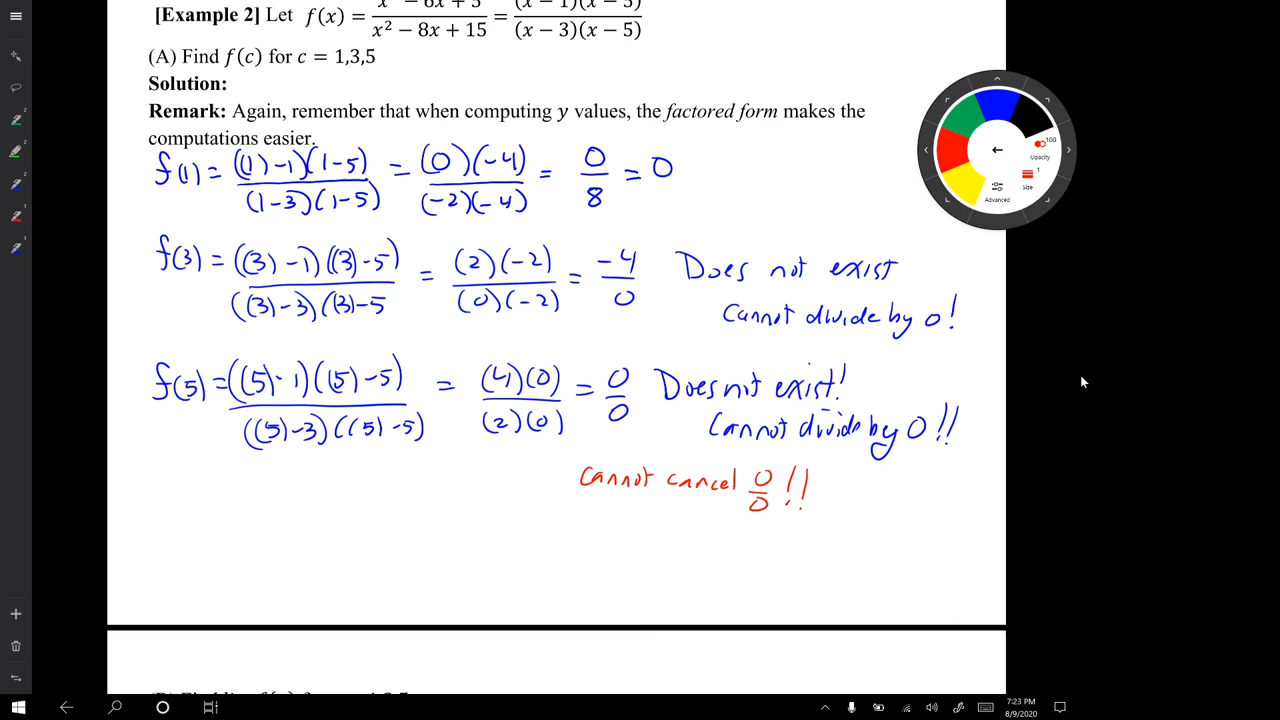 [Example 2] Let f(x) = x² − 6x + 5 / x² − 8x + 15 = (x − 1)(x − 5) / (x − 3)(x − 5)
(A) Find f(c) for c = 1,3,5
Solution:
Remark: Again, remember that when computing y values, the factored form makes the
computations easier.
f(1) = ((1)-1)(1-5) / (1-3)(1-5) = (0)(-4) / (-2)(-4) = 0/8 = 0
f(3) = ((3)-1)((3)-5) / ((3)-3)((3)-5 = (2)(-2) / (0)(-2) = -4/0 Does not exist
Cannot divide by 0!
f(5) = ((5)-1)((5)-5) / ((5)-3)((5)-5) = (4)(0) / (2)(0) = 0/0 Does not exist!
Cannot divide by 0!!
Cannot cancel 0/0 !!
100
Opacity
1
Size
Advanced
7:23 PM
8/9/2020